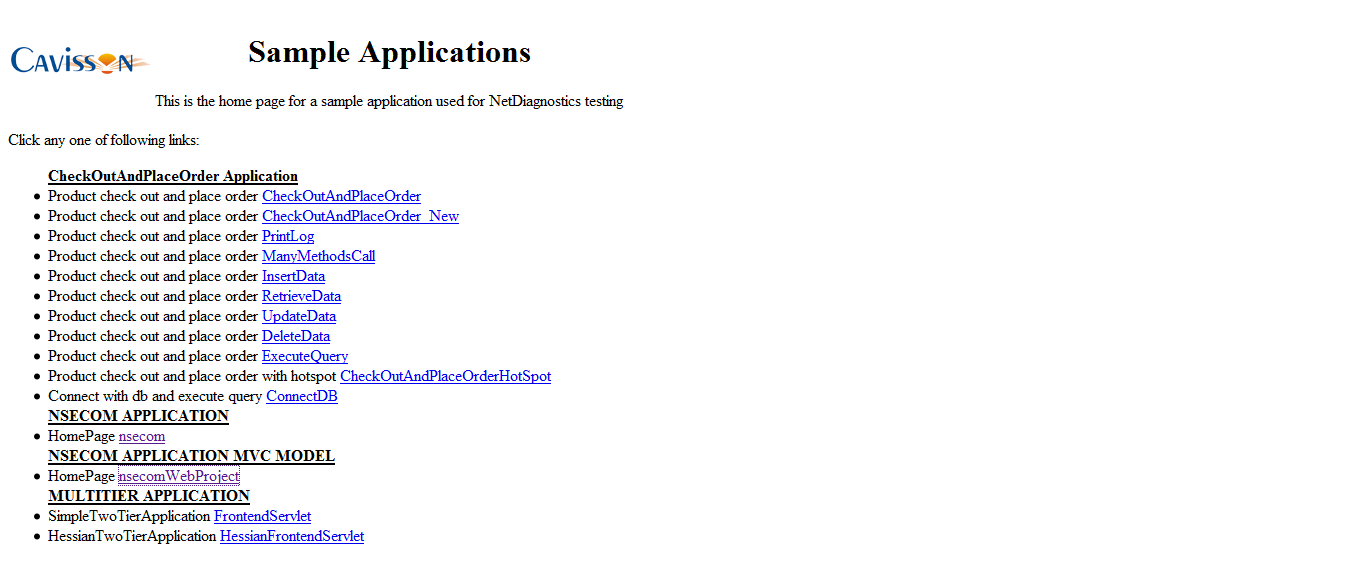 CAVISSON
Sample Applications
This is the home page for a sample application used for NetDiagnostics testing
Click any one of following links:
CheckOutAndPlaceOrder Application
Product check out and place order CheckOutAndPlaceOrder
Product check out and place order CheckOutAndPlaceOrder_New
Product check out and place order PrintLog
Product check out and place order ManyMethodsCall
Product check out and place order InsertData
Product check out and place order RetrieveData
Product check out and place order UpdateData
Product check out and place order DeleteData
Product check out and place order ExecuteQuery
Product check out and place order with hotspot CheckOutAndPlaceOrderHotSpot
Connect with db and execute query ConnectDB
NSECOM APPLICATION
HomePage nsecom
NSECOM APPLICATION MVC MODEL
HomePage nsecomWebProject
MULTITIER APPLICATION
SimpleTwoTierApplication FrontendServlet
HessianTwoTierApplication HessianFrontendServlet